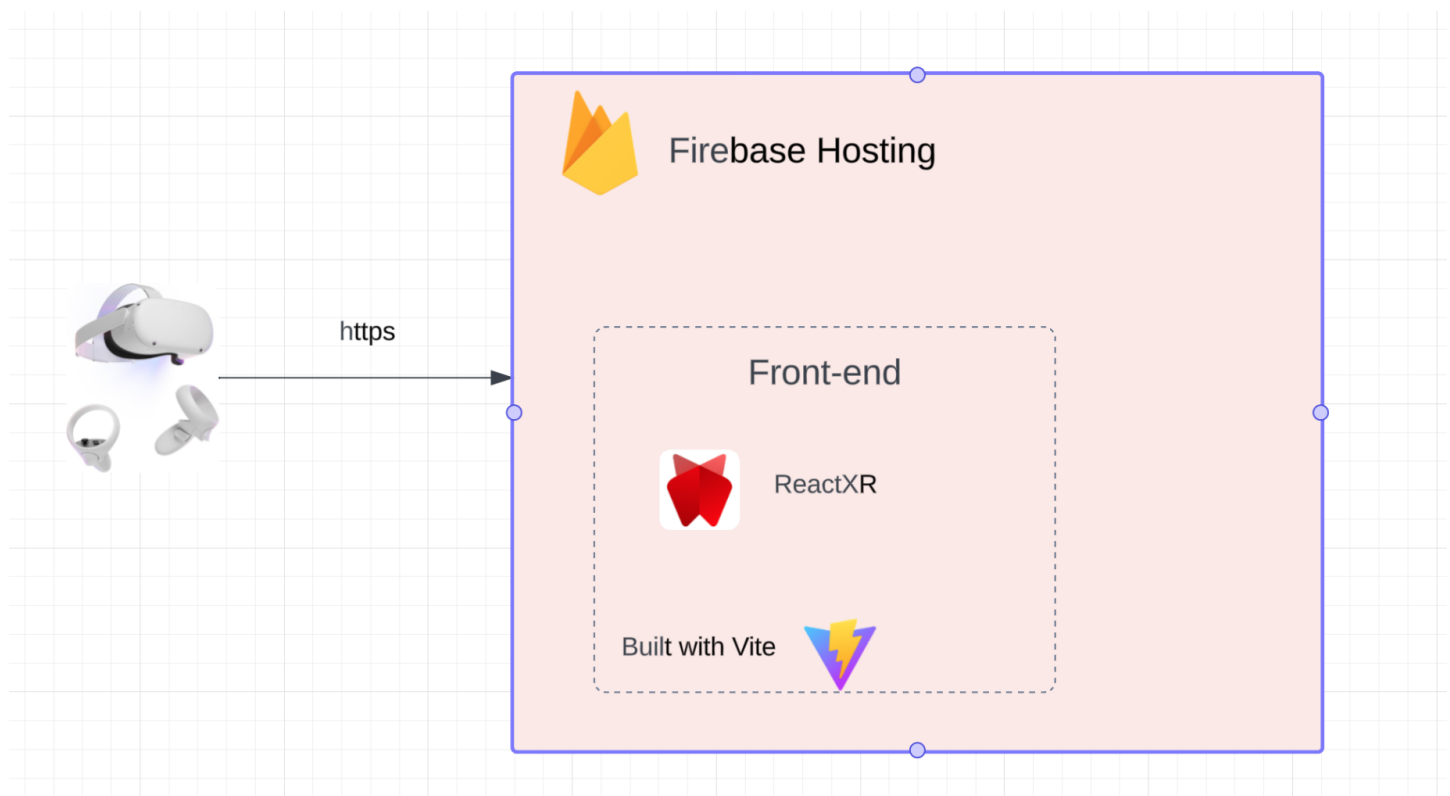 Firebase Hosting
https
Front-end
ReactXR
Built with Vite